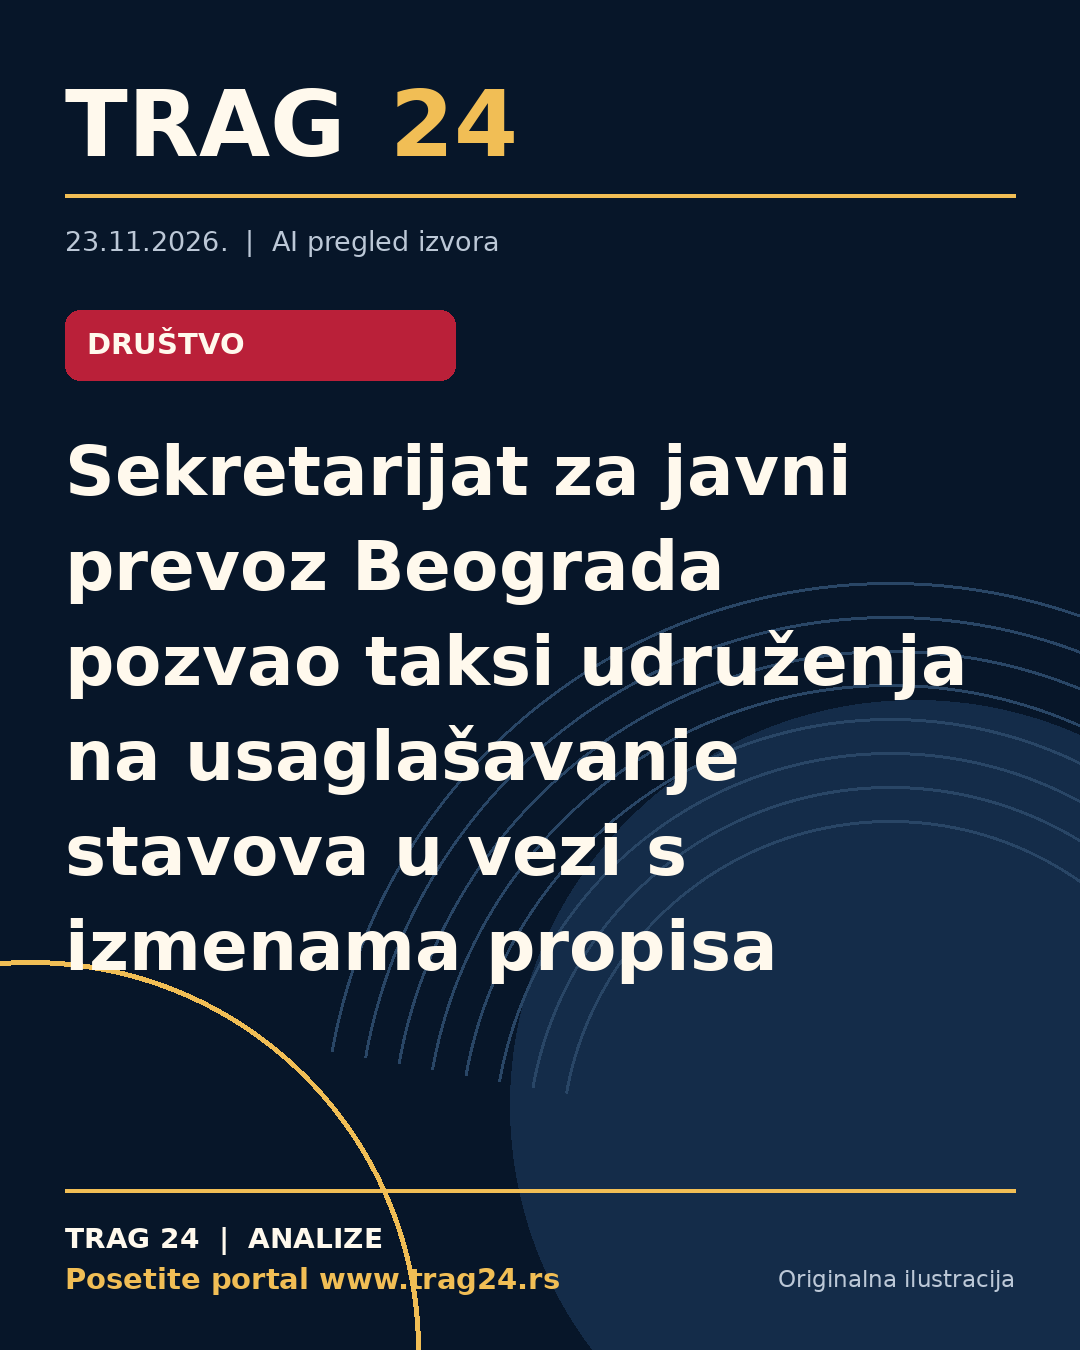 TRAG 24
23.11.2026. | AI pregled izvora
DRUŠTVO
Sekretarijat za javni
prevoz Beograda
pozvao taksi udruženja
na usaglašavanje
stavova u vezi s
izmenama propisa
TRAG 24 | ANALIZE
Posetite portal www.trag24.rs
Originalna ilustracija